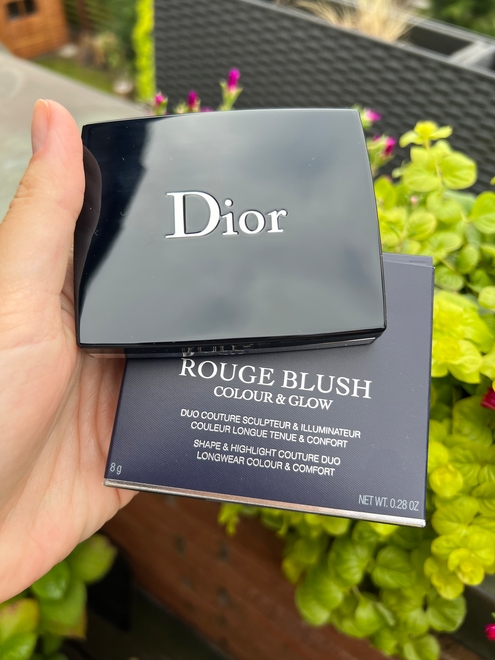 Dior
ROUGE BLUSH
COLOUR & GLOW
DUO COUTURE SCULPTEUR & ILLUMINATEUR
COULEUR LONGUE TENUE & CONFORT
SHAPE & HIGHLIGHT COUTURE DUO
LONGWEAR COLOUR & COMFORT
8 g
NET WT. 0.28 OZ